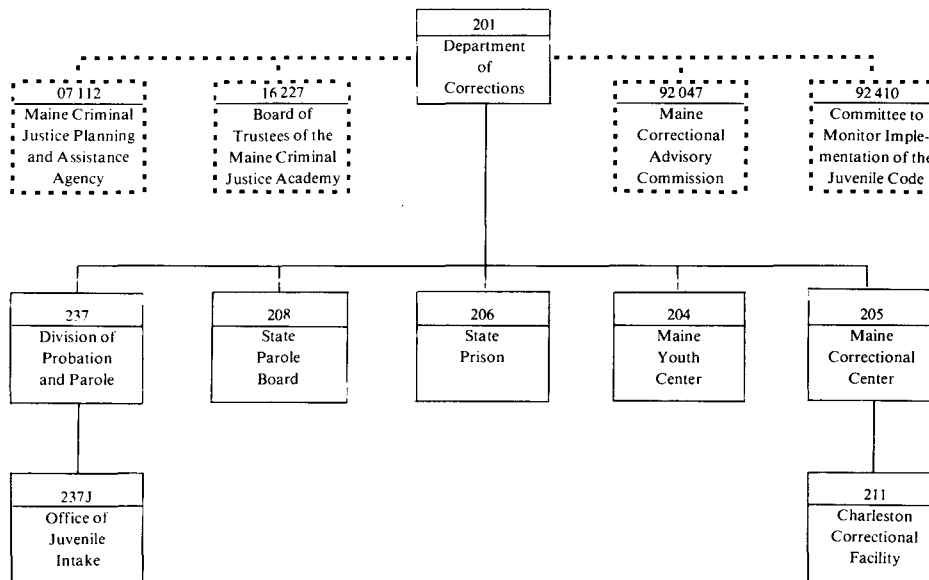 201
Department
of
Corrections
07 112
Maine Criminal
Justice Planning
and Assistance
Agency
16 227
Board of
Trustees of the
Maine Criminal
Justice Academy
92 047
Maine
Correctional
Advisory
Commission
92 410
Committee to
Monitor Imple-
mentation of the
Juvenile Code
237
Division of
Probation
and Parole
208
State
Parole
Board
206
State
Prison
204
Maine
Youth
Center
205
Maine
Correctional
Center
237J
Office of
Juvenile
Intake
211
Charleston
Correctional
Facility